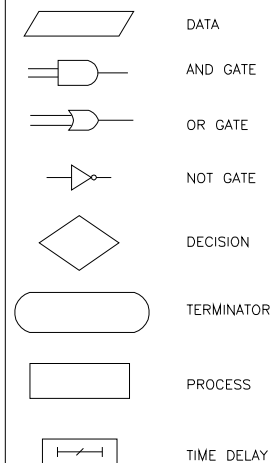 DATA
AND GATE
OR GATE
NOT GATE
DECISION
TERMINATOR
PROCESS
TIME DELAY